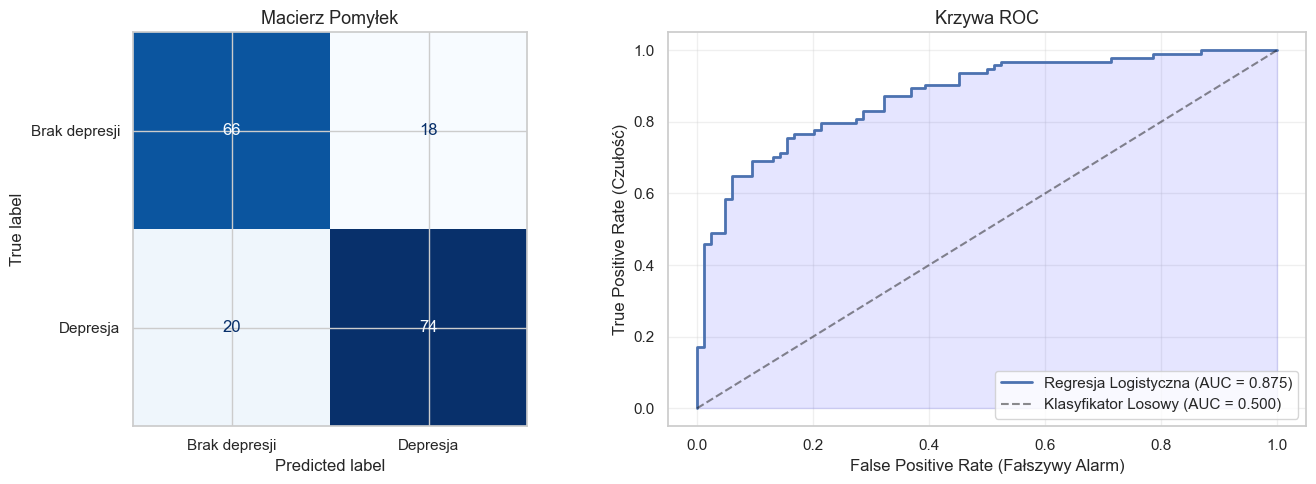 Macierz Pomyłek
Brak depresji
66
18
True label
Depresja
20
74
Brak depresji
Depresja
Predicted label
Krzywa ROC
1.0
0.8
0.6
0.4
0.2
0.0
True Positive Rate (Czułość)
Regresja Logistyczna (AUC = 0.875)
Klasyfikator Losowy (AUC = 0.500)
0.0
0.2
0.4
0.6
0.8
1.0
False Positive Rate (Fałszywy Alarm)